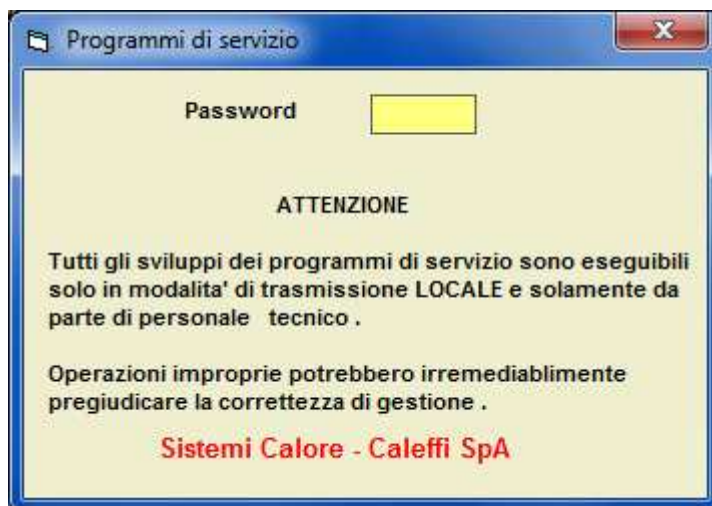 Programmi di servizio
Password
ATTENZIONE
Tutti gli sviluppi dei programmi di servizio sono eseguibili
solo in modalita' di trasmissione LOCALE e solamente da
parte di personale tecnico .
Operazioni improprie potrebbero irremediablimente
pregiudicare la correttezza di gestione .
Sistemi Calore - Caleffi SpA